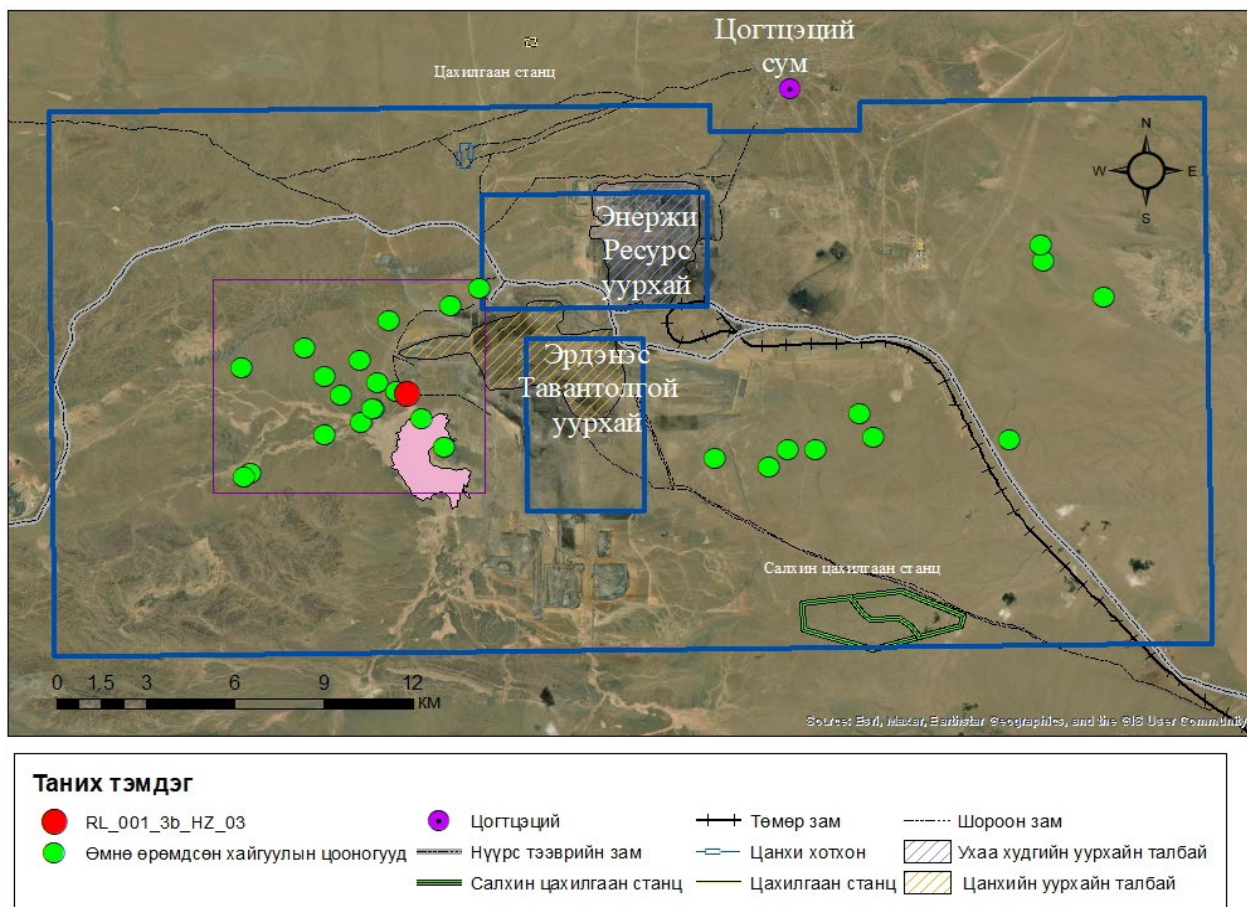 Цогтцэций
сум
Цахилгаан станц
N
W E
S
Энержи
Ресурс
уурхай
Эрдэнэс
Тавантолгой
уурхай
Салхин цахилгаан станц
0 1,5 3 6 9 12
КМ
Source: Esri, Maxar, Earthstar Geographics, and the GIS User Community
Таних тэмдэг
RL_001_3b_HZ_03
Цогтцэций
Төмөр зам
Шороон зам
Өмнө өрөмдсөн хайгуулын цооногууд
Нүүрс тээврийн зам
Цанхи хотхон
Ухаа худгийн уурхайн талбай
Салхин цахилгаан станц
Цахилгаан станц
Цанхийн уурхайн талбай